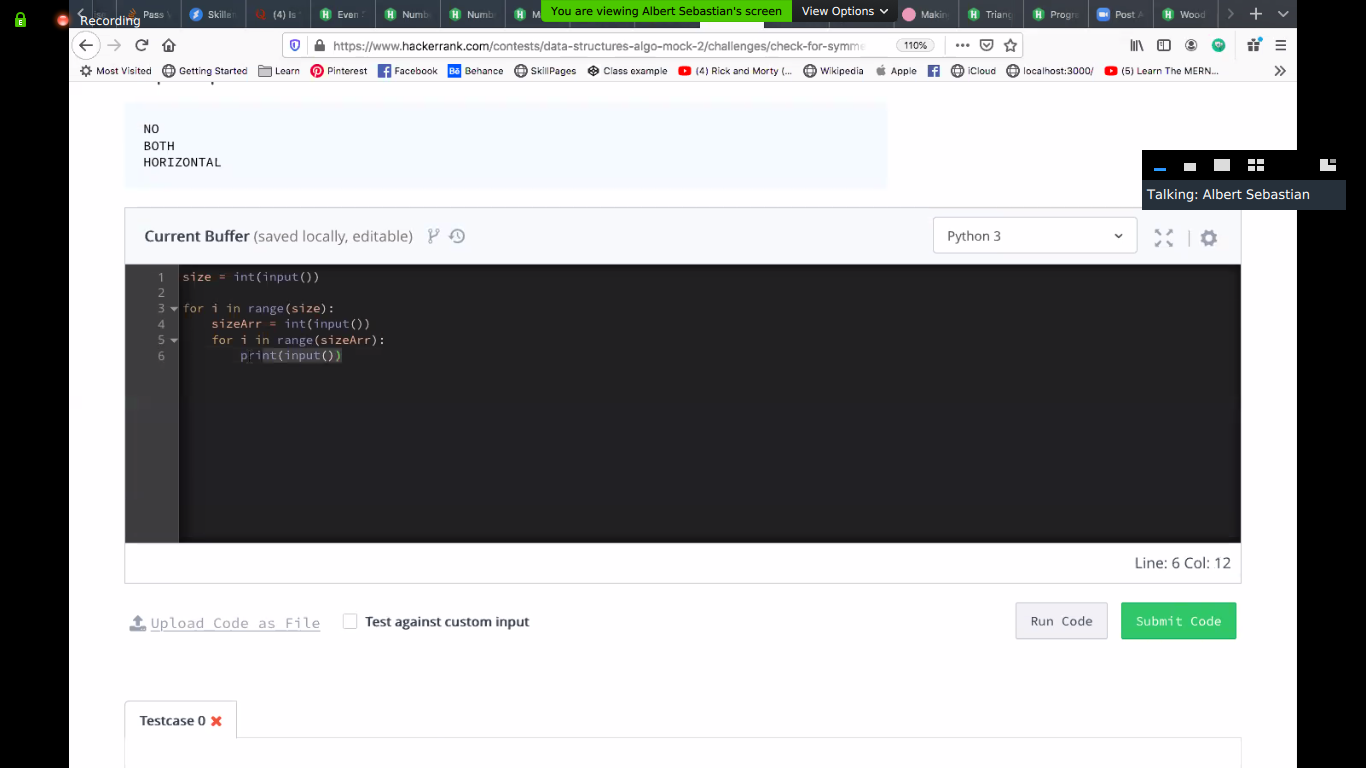 Recording
Pass
Skille
(4) Is
Even
Numb
Numb
You are viewing Albert Sebastian's screen
View Options
Makin
Triang
Progra
Post A
Wood
https://www.hackerrank.com/contests/data-structures-algo-mock-2/challenges/check-for-symme
110%
Most Visited
Getting Started
Learn
Pinterest
Facebook
Behance
SkillPages
Class example
(4) Rick and Morty (...
Wikipedia
Apple
iCloud
localhost:3000/
(5) Learn The MERN...
NO
BOTH
HORIZONTAL
Talking: Albert Sebastian
Current Buffer (saved locally, editable)
Python 3
1 size = int(input())
2
3 for i in range(size):
4 sizeArr = int(input())
5 for i in range(sizeArr):
6 print(input())
Line: 6 Col: 12
Upload Code as File
Test against custom input
Run Code
Submit Code
Testcase 0